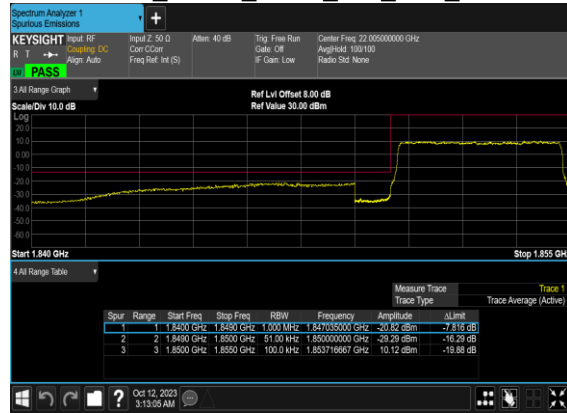 Spectrum Analyzer 1
Spurious Emissions
KEYSIGHT Input: RF Input Z: 50 Ω Atten: 40 dB Trig: Free Run Center Freq: 22.005000000 GHz
R T Coupling: DC Corr CCorr Gate: Off Avg|Hold: 100/100
Align: Auto Freq Ref: Int (S) IF Gain: Low Radio Std: None
LW PASS
3 All Range Graph
Ref Lvl Offset 8.00 dB
Scale/Div 10.0 dB Ref Value 30.00 dBm
Log
20.0
10.0
0.00
-10.0
-20.0
-30.0
-40.0
-50.0
-60.0
Start 1.840 GHz Stop 1.855 GH
4 All Range Table
Measure Trace Trace 1
Trace Type Trace Average (Active)
Spur Range Start Freq Stop Freq RBW Frequency Amplitude ΔLimit
1 1 1.8400 GHz 1.8490 GHz 1.000 MHz 1.847035000 GHz -20.82 dBm -7.816 dB
2 2 1.8490 GHz 1.8500 GHz 51.00 kHz 1.850000000 GHz -29.29 dBm -16.29 dB
3 3 1.8500 GHz 1.8550 GHz 100.0 kHz 1.853716667 GHz 10.12 dBm -19.88 dB
Oct 12, 2023
3:13:05 AM